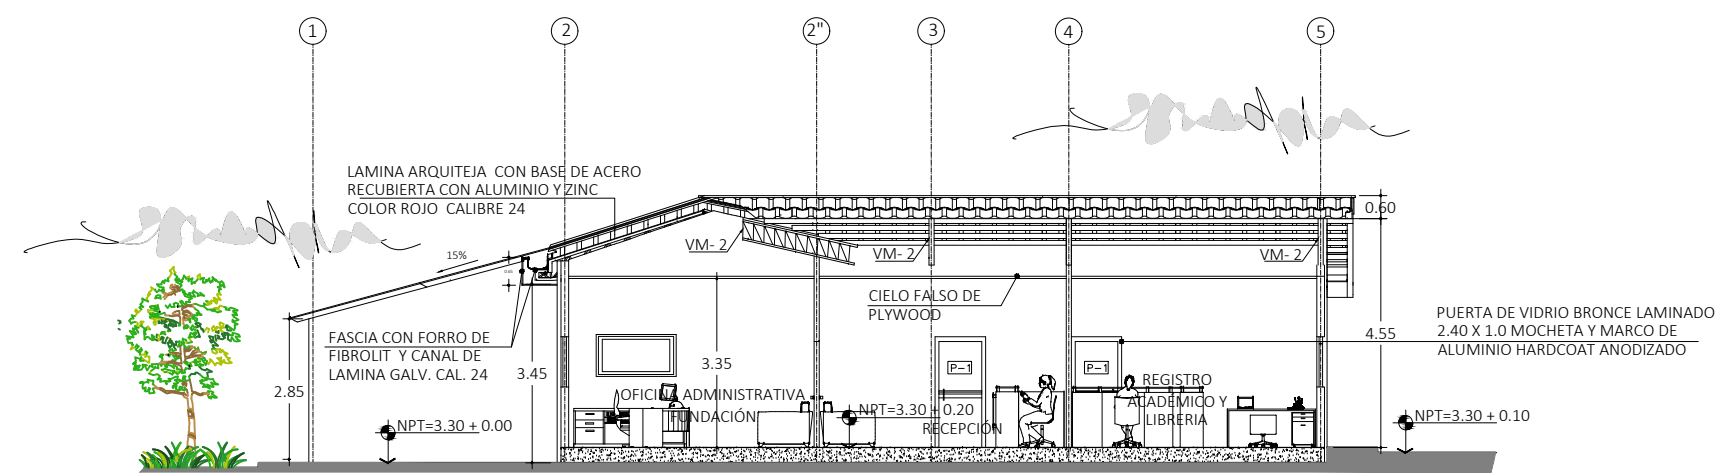 1
2
2"
3
4
5
LAMINA ARQUITEJA CON BASE DE ACERO
RECUBIERTA CON ALUMINIO Y ZINC
COLOR ROJO CALIBRE 24
0.60
15%
VM- 2
VM- 2
VM- 2
CIELO FALSO DE
PLYWOOD
FASCIA CON FORRO DE
FIBROLIT Y CANAL DE
LAMINA GALV. CAL. 24
PUERTA DE VIDRIO BRONCE LAMINADO
2.40 X 1.0 MOCHETA Y MARCO DE
ALUMINIO HARDCOAT ANODIZADO
4.55
3.35
3.45
2.85
P-1
P-1
OFICINA ADMINISTRATIVA
FUNDACIÓN
REGISTRO
ACADEMICO Y
LIBRERIA
RECEPCIÓN
NPT=3.30 + 0.00
NPT=3.30 + 0.20
NPT=3.30 + 0.10